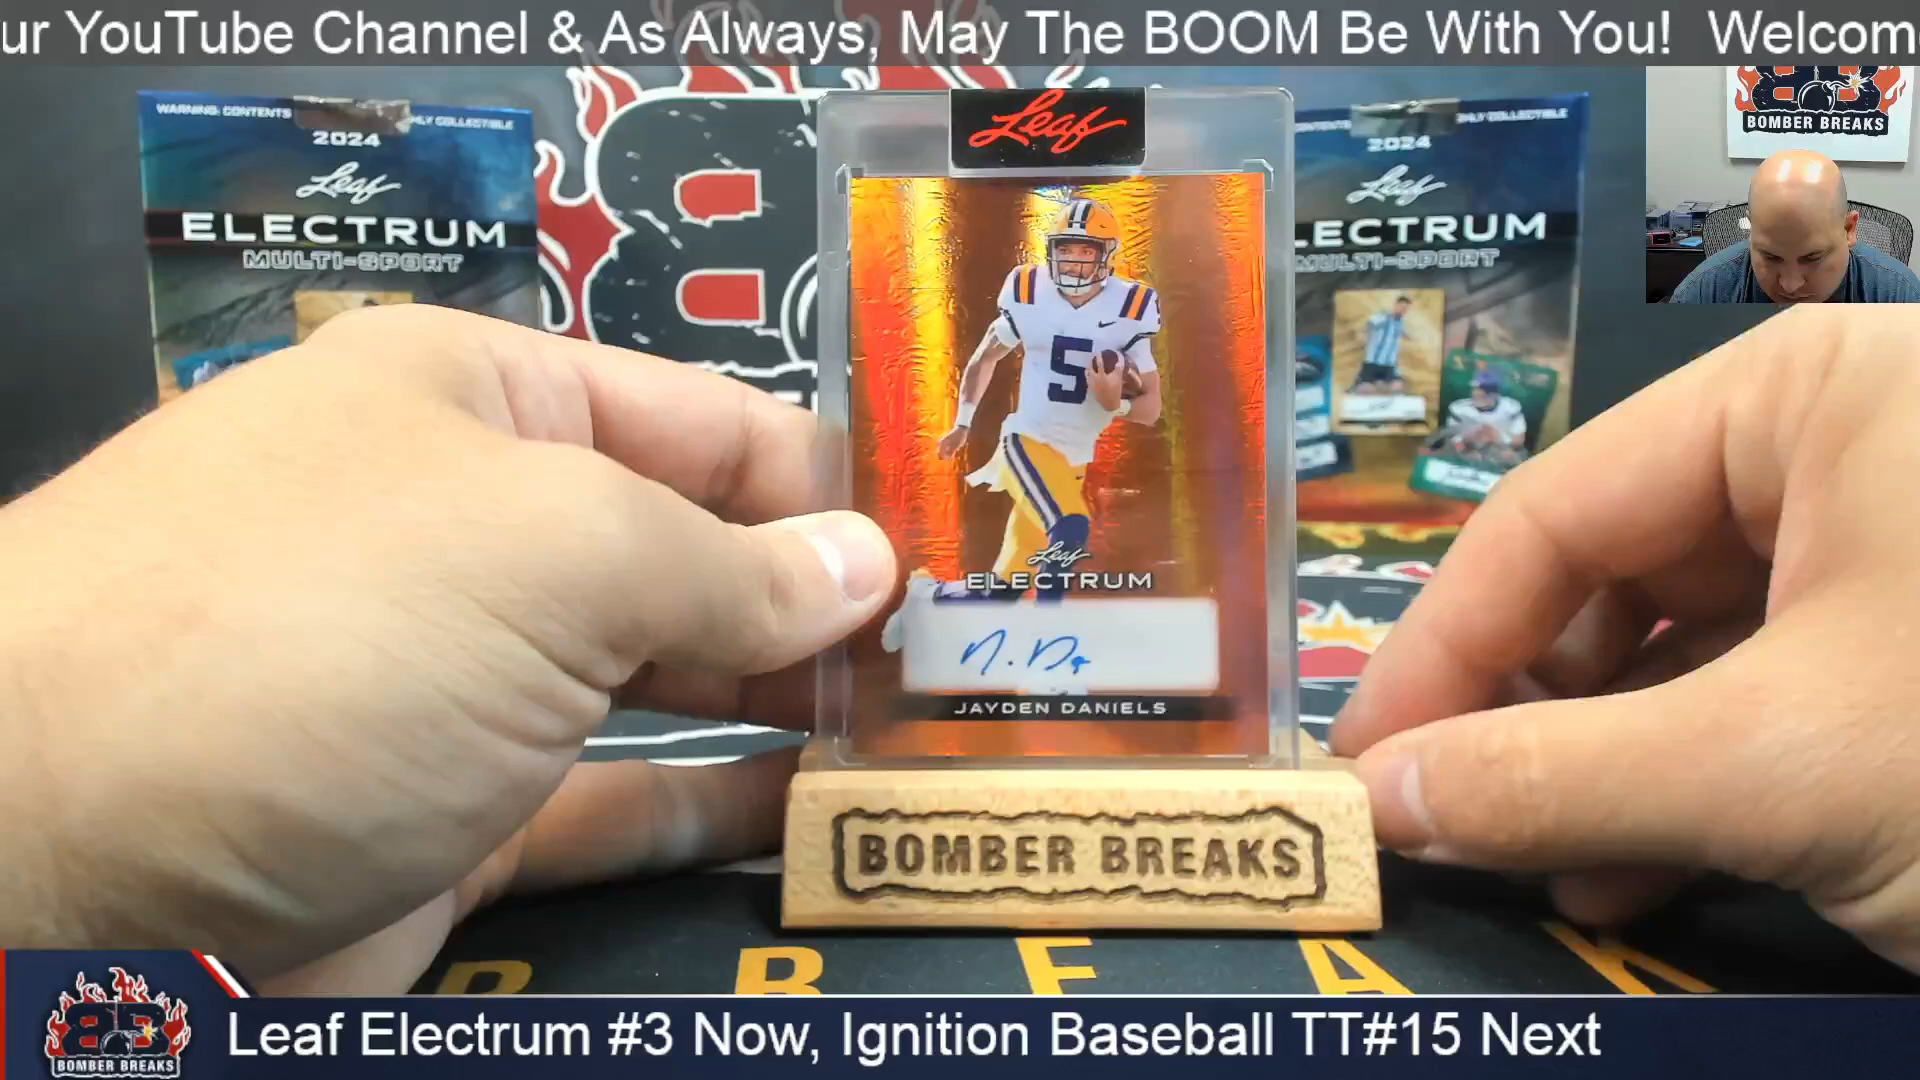 ur YouTube Channel & As Always, May The BOOM Be With You! Welcom
BOMBER BREAKS
WARNING: CONTENTS
2024
Leaf
ELECTRUM
MULTI-SPORT
Leaf
2024
Leaf
LECTRUM
MULTI-SPORT
5
Leaf
ELECTRUM
JAYDEN DANIELS
BOMBER BREAKS
BREAK
BOMBER BREAKS
Leaf Electrum #3 Now, Ignition Baseball TT#15 Next